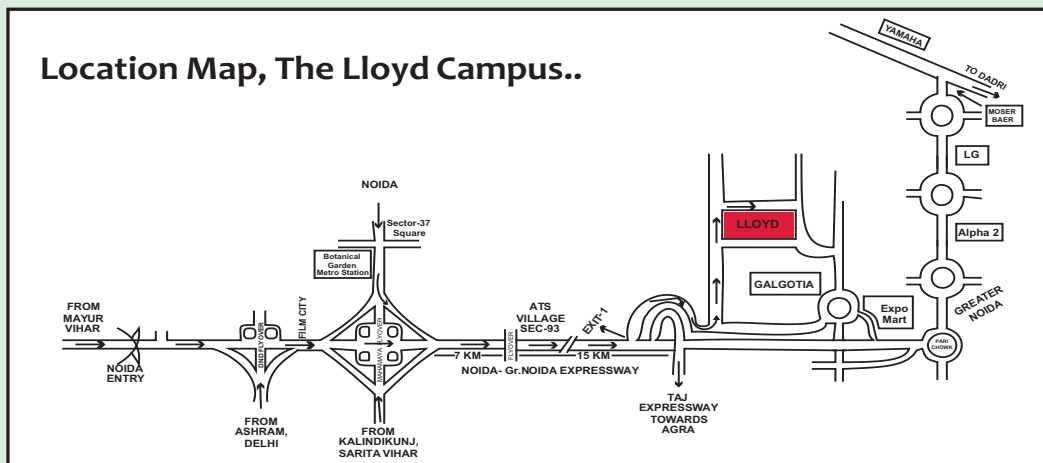 Location Map, The Lloyd Campus..
YAMAHA
TO DADRI
MOSER
BAER
LG
Alpha 2
GREATER
NOIDA
PARI
CHOWK
Expo
Mart
GALGOTIA
LLOYD
NOIDA
Sector-37
Square
Botanical
Garden
Metro Station
FROM
MAYUR
VIHAR
NOIDA
ENTRY
DND FLYOVER
FILM CITY
MAHAMAYA FLYOVER
FROM
ASHRAM,
DELHI
FROM
KALINDIKUNJ,
SARITA VIHAR
7 KM
FLYOVER
ATS
VILLAGE
SEC-93
EXIT-1
15 KM
NOIDA- Gr.NOIDA EXPRESSWAY
TAJ
EXPRESSWAY
TOWARDS
AGRA